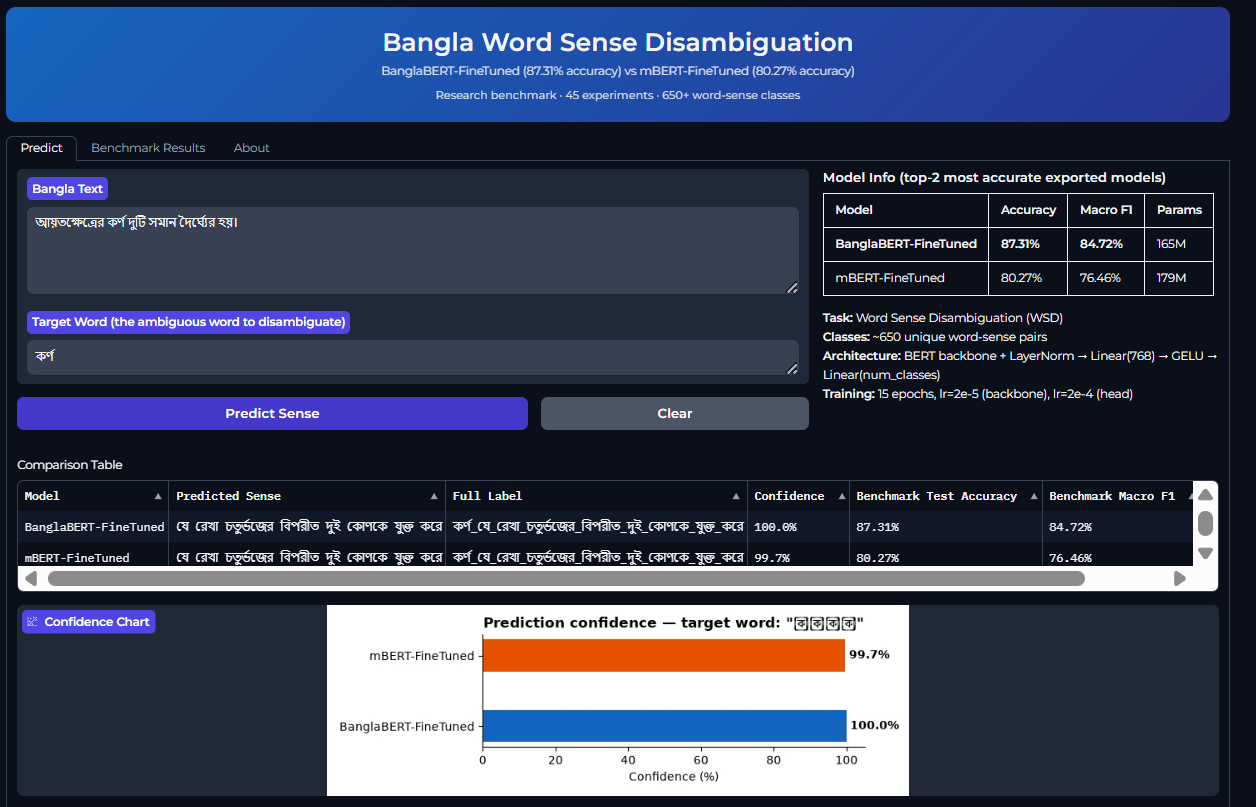 Bangla Word Sense Disambiguation
BanglaBERT-FineTuned (87.31% accuracy) vs mBERT-FineTuned (80.27% accuracy)
Research benchmark · 45 experiments · 650+ word-sense classes
Predict Benchmark Results About
Bangla Text
আয়তক্ষেত্রের কর্ণ দুটি সমান দৈর্ঘ্যের হয়।
Target Word (the ambiguous word to disambiguate)
কর্ণ
Predict Sense Clear
Model Info (top-2 most accurate exported models)
Model Accuracy Macro F1 Params
BanglaBERT-FineTuned 87.31% 84.72% 165M
mBERT-FineTuned 80.27% 76.46% 179M
Task: Word Sense Disambiguation (WSD)
Classes: ~650 unique word-sense pairs
Architecture: BERT backbone + LayerNorm → Linear(768) → GELU →
Linear(num_classes)
Training: 15 epochs, lr=2e-5 (backbone), lr=2e-4 (head)
Comparison Table
Model Predicted Sense Full Label Confidence Benchmark Test Accuracy Benchmark Macro F1
BanglaBERT-FineTuned যে রেখা চতুর্ভুজের বিপরীত দুই কোণকে যুক্ত করে কর্ণ_যে_রেখা_চতুর্ভুজের_বিপরীত_দুই_কোণকে_যুক্ত_করে 100.0% 87.31% 84.72%
mBERT-FineTuned যে রেখা চতুর্ভুজের বিপরীত দুই কোণকে যুক্ত করে কর্ণ_যে_রেখা_চতুর্ভুজের_বিপরীত_দুই_কোণকে_যুক্ত_করে 99.7% 80.27% 76.46%
Confidence Chart
Prediction confidence — target word: "
mBERT-FineTuned 99.7%
BanglaBERT-FineTuned 100.0%
0 20 40 60 80 100
Confidence (%)